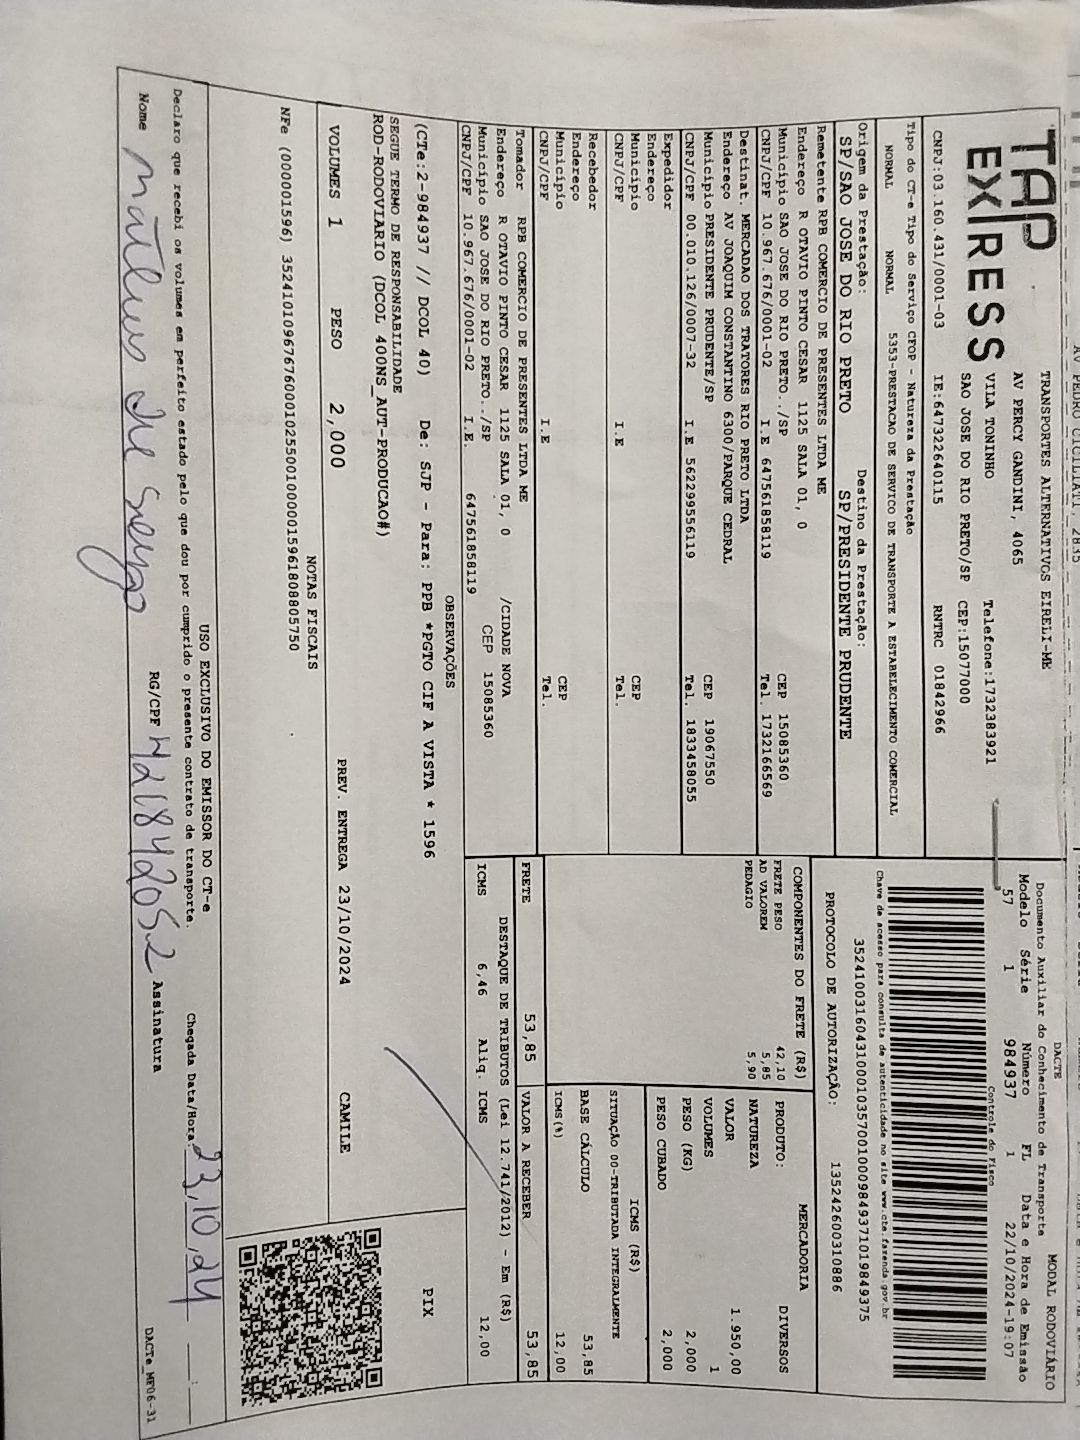 TAP EXPRESS
TRANSPORTES ALTERNATIVOS EIRELI-ME
AV PERCY GANDINI, 4065
VILA TONINHO Telefone:1732383921
SAO JOSE DO RIO PRETO/SP CEP:15077000
CNPJ:03.160.431/0001-03 IE:647322640115 RNTRC 01842966
Tipo do CT-e Tipo do Serviço CFOP - Natureza da Prestação
NORMAL NORMAL 5353-PRESTACAO DE SERVICO DE TRANSPORTE A ESTABELECIMENTO COMERCIAL
Origem da Prestação: Destino da Prestação:
SP/SAO JOSE DO RIO PRETO SP/PRESIDENTE PRUDENTE
DACTE MODAL RODOVIÁRIO
Documento Auxiliar do Conhecimento de Transporte
Modelo Série Número FL Data e Hora de Emissão
57 1 984937 1 22/10/2024-19:07
Controle do Fisco
Chave de acesso para consulta de autenticidade no site www.cte.fazenda.gov.br
35241003160431000103570010009849371019849375
PROTOCOLO DE AUTORIZAÇÃO: 135242600310886
Remetente RPB COMERCIO DE PRESENTES LTDA ME
Endereço R OTAVIO PINTO CESAR 1125 SALA 01, 0
Município SAO JOSE DO RIO PRETO../SP CEP 15085360
CNPJ/CPF 10.967.676/0001-02 I.E 647561858119 Tel. 1732166569
Destinat. MERCADAO DOS TRATORES RIO PRETO LTDA
Endereço AV JOAQUIM CONSTANTINO 6300/PARQUE CEDRAL
Município PRESIDENTE PRUDENTE/SP CEP 19067550
CNPJ/CPF 00.010.126/0007-32 I.E 562299556119 Tel. 1833458055
Expedidor
Endereço
Município CEP
CNPJ/CPF I.E Tel.
Recebedor
Endereço
Município CEP
CNPJ/CPF I.E Tel.
Tomador RPB COMERCIO DE PRESENTES LTDA ME
Endereço R OTAVIO PINTO CESAR 1125 SALA 01, 0 /CIDADE NOVA
Município SAO JOSE DO RIO PRETO../SP CEP 15085360
CNPJ/CPF 10.967.676/0001-02 I.E. 647561858119
COMPONENTES DO FRETE (R$)
FRETE PESO 42,10
AD VALOREM 5,85
PEDAGIO 5,90
MERCADORIA
PRODUTO: DIVERSOS
NATUREZA
VALOR 1.950,00
VOLUMES 1
PESO (KG) 2,000
PESO CUBADO 2,000
ICMS (R$)
SITUAÇÃO 00-TRIBUTADA INTEGRALMENTE
BASE CÁLCULO 53,85
ICMS(%) 12,00
FRETE 53,85 VALOR A RECEBER 53,85
DESTAQUE DE TRIBUTOS (Lei 12.741/2012) - Em (R$)
ICMS 6,46 Aliq. ICMS 12,00
OBSERVAÇÕES
(CTe:2-984937 // DCOL 40) De: SJP - Para: PPB *PGTO CIF A VISTA * 1596
SEGUE TERMO DE RESPONSABILIDADE
ROD-RODOVIARIO (DCOL 400NS_AUT-PRODUCAO#)
PIX
VOLUMES 1 PESO 2,000 PREV. ENTREGA 23/10/2024 CAMILE
NOTAS FISCAIS
NFe (000001596) 35241010967676000102550010000015961808805750
USO EXCLUSIVO DO EMISSOR DO CT-e
Declaro que recebi os volumes em perfeito estado pelo que dou por cumprido o presente contrato de transporte. Chegada Data/Hora 23,10,24 :
Nome RG/CPF Assinatura
DACTe_MF06-31